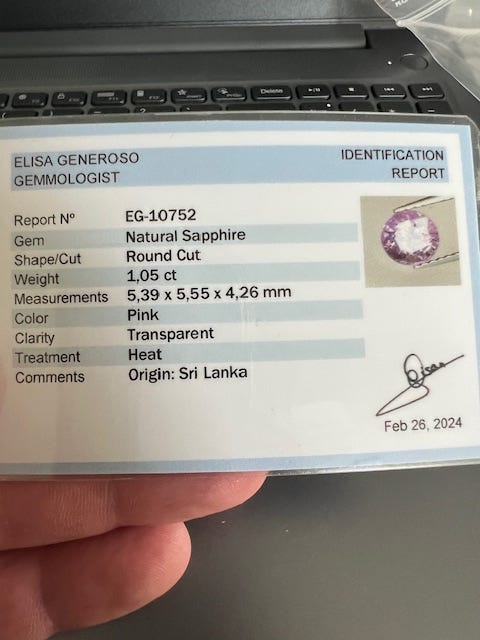 Delete
ELISA GENEROSO
GEMMOLOGIST
IDENTIFICATION
REPORT
Report Nº EG-10752
Gem Natural Sapphire
Shape/Cut Round Cut
Weight 1,05 ct
Measurements 5,39 x 5,55 x 4,26 mm
Color Pink
Clarity Transparent
Treatment Heat
Comments Origin: Sri Lanka
Feb 26, 2024